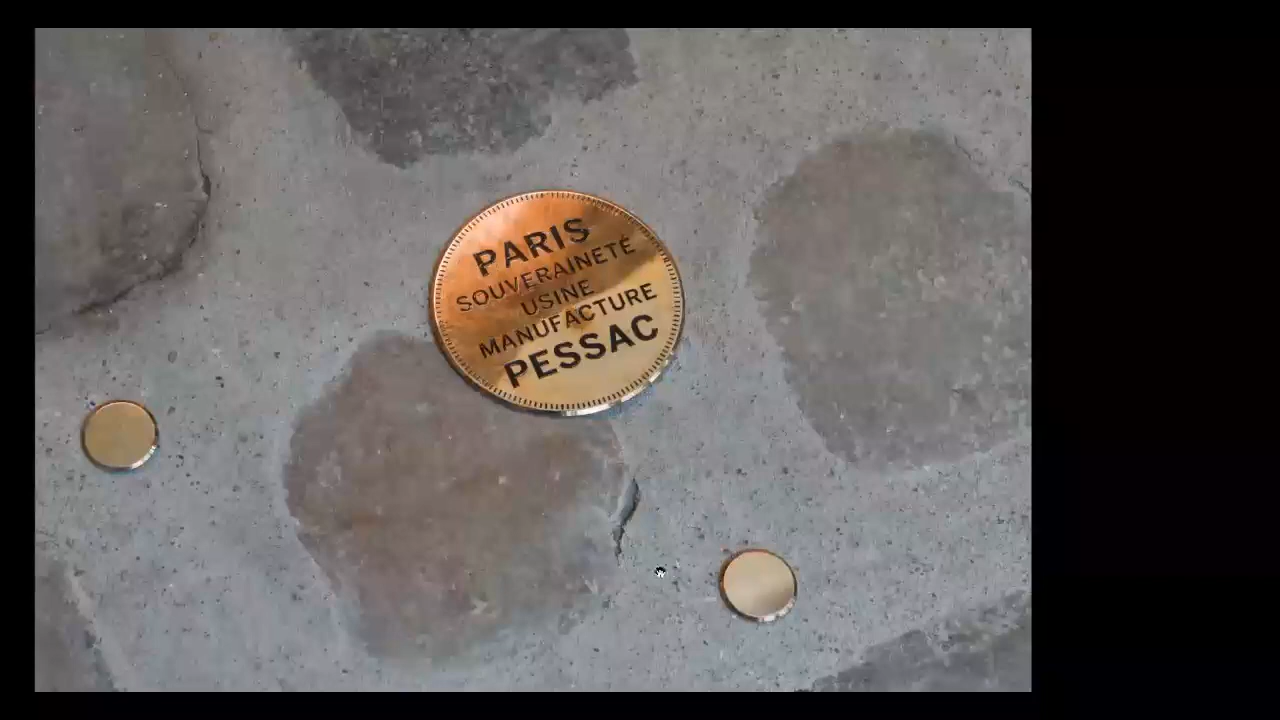 PARIS
SOUVERAINETÉ
USINE
MANUFACTURE
PESSAC